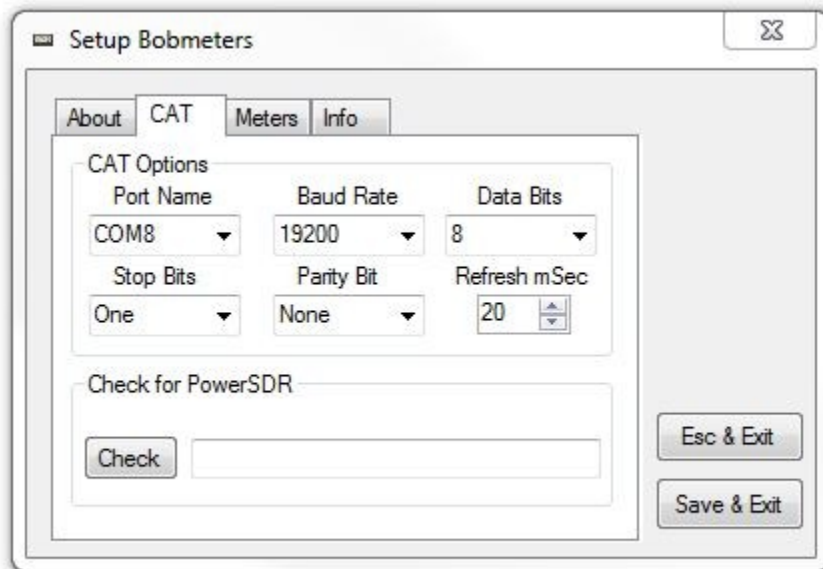 Setup Bobmeters
About CAT Meters Info
CAT Options
Port Name Baud Rate Data Bits
COM8 19200 8
Stop Bits Parity Bit Refresh mSec
One None 20
Check for PowerSDR
Check
Esc & Exit
Save & Exit